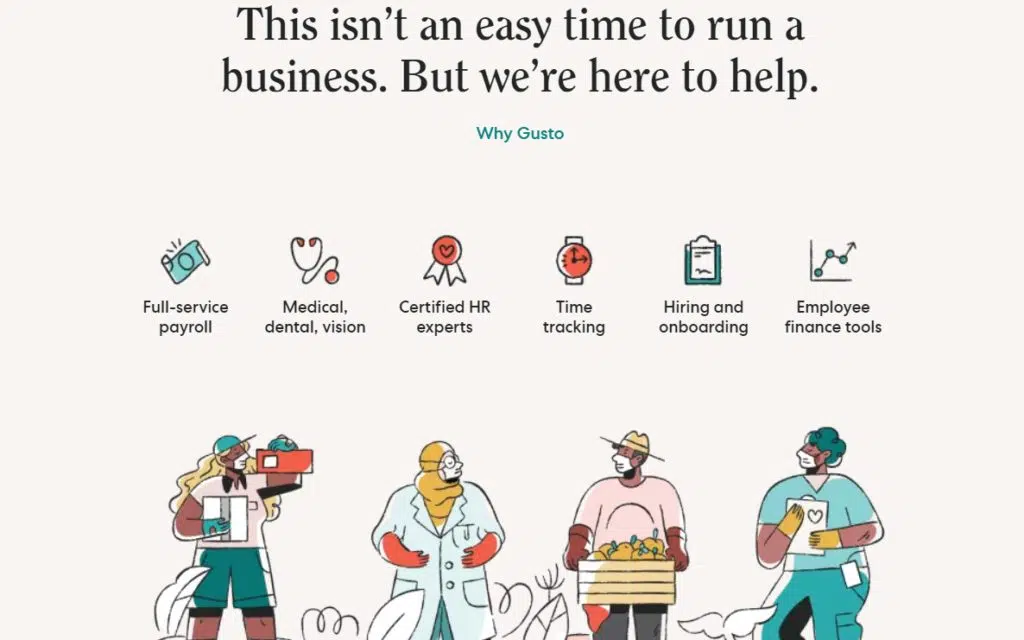 This isn’t an easy time to run a
business. But we’re here to help.
Why Gusto
Full-service
payroll
Medical,
dental, vision
Certified HR
experts
Time
tracking
Hiring and
onboarding
Employee
finance tools